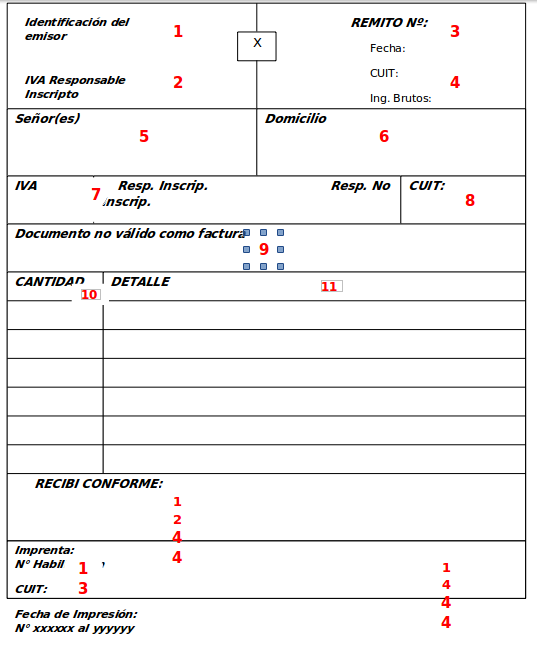 Identificación del
emisor
1
X
REMITO Nº:
3
Fecha:
IVA Responsable
Inscripto
2
CUIT:
4
Ing. Brutos:
Señor(es)
5
Domicilio
6
IVA
7
Resp. Inscrip.
Resp. No
inscrip.
CUIT:
8
Documento no válido como factura
9
CANTIDAD
10
DETALLE
11
RECIBI CONFORME:
1
2
4
4
Imprenta:
N° Habil
1
CUIT:
3
1
4
4
4
Fecha de Impresión:
N° xxxxxx al yyyyyy